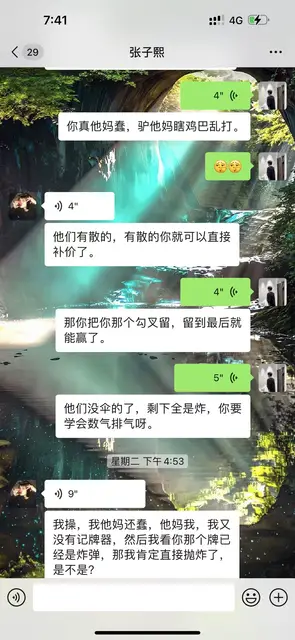 7:41
4G
29
张子熙
4"
你真他妈蠢，驴他妈瞎鸡巴乱打。
4"
他们有散的，有散的你就可以直接
补价了。
4"
那你把你那个勾叉留，留到最后就
能赢了。
5"
他们没伞的了，剩下全是炸，你要
学会数气排气呀。
星期二 下午4:53
9"
我操，我他妈还蠢，他妈我，我又
没有记牌器，然后我看你那个牌已
经是炸弹，那我肯定直接抛炸了，
是不是？